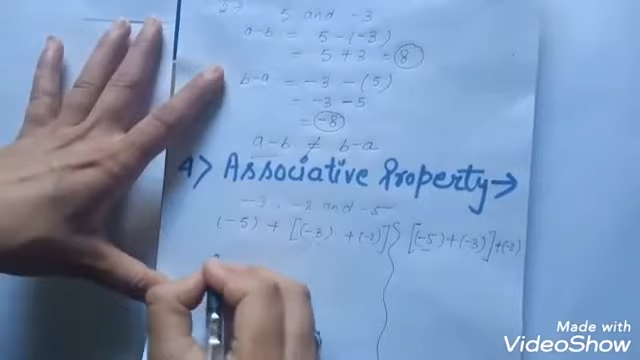 5 and -3
a-b = 5-(-3)
= 5+3 = 8
b-a = -3 - (5)
= -3 - 5
= -8
a-b ≠ b-a
4> Associative Property →
-3, -2 and -5
(-5) + [(-3) + (-2)] [(-5)+(-3)]+(-2)
Made with
VideoShow